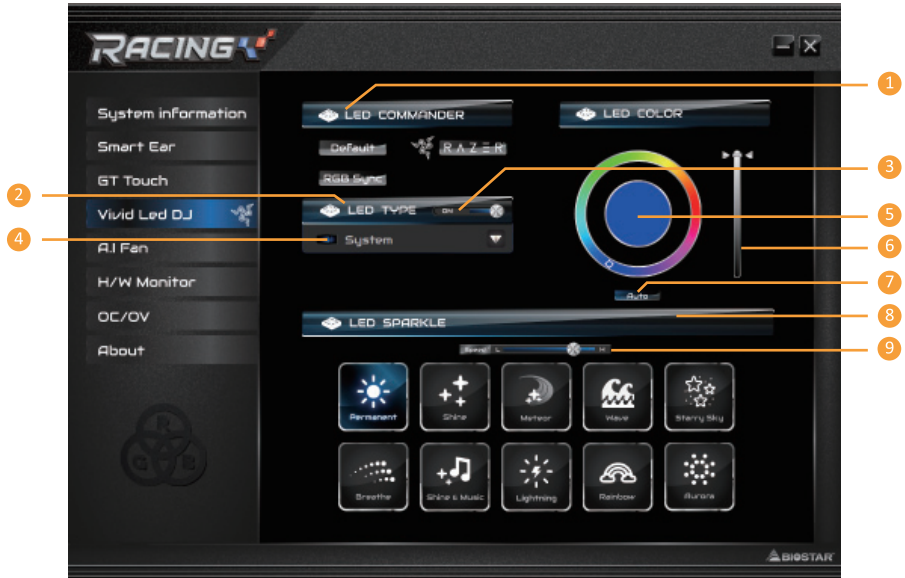 RACING
1
System information
LED COMMANDER
LED COLOR
Smart Ear
Default
RAZER
3
GT Touch
RGB Sync
2
LED TYPE
ON
Vivid Led DJ
5
4
System
6
A.I Fan
H/W Monitor
7
Auto
OC/OV
LED SPARKLE
8
About
Speed
L
H
9
Permanent
Shine
Meteor
Wave
Starry Sky
R
G
B
Breathe
Shine & Music
Lightning
Rainbow
Aurora
BIOSTAR